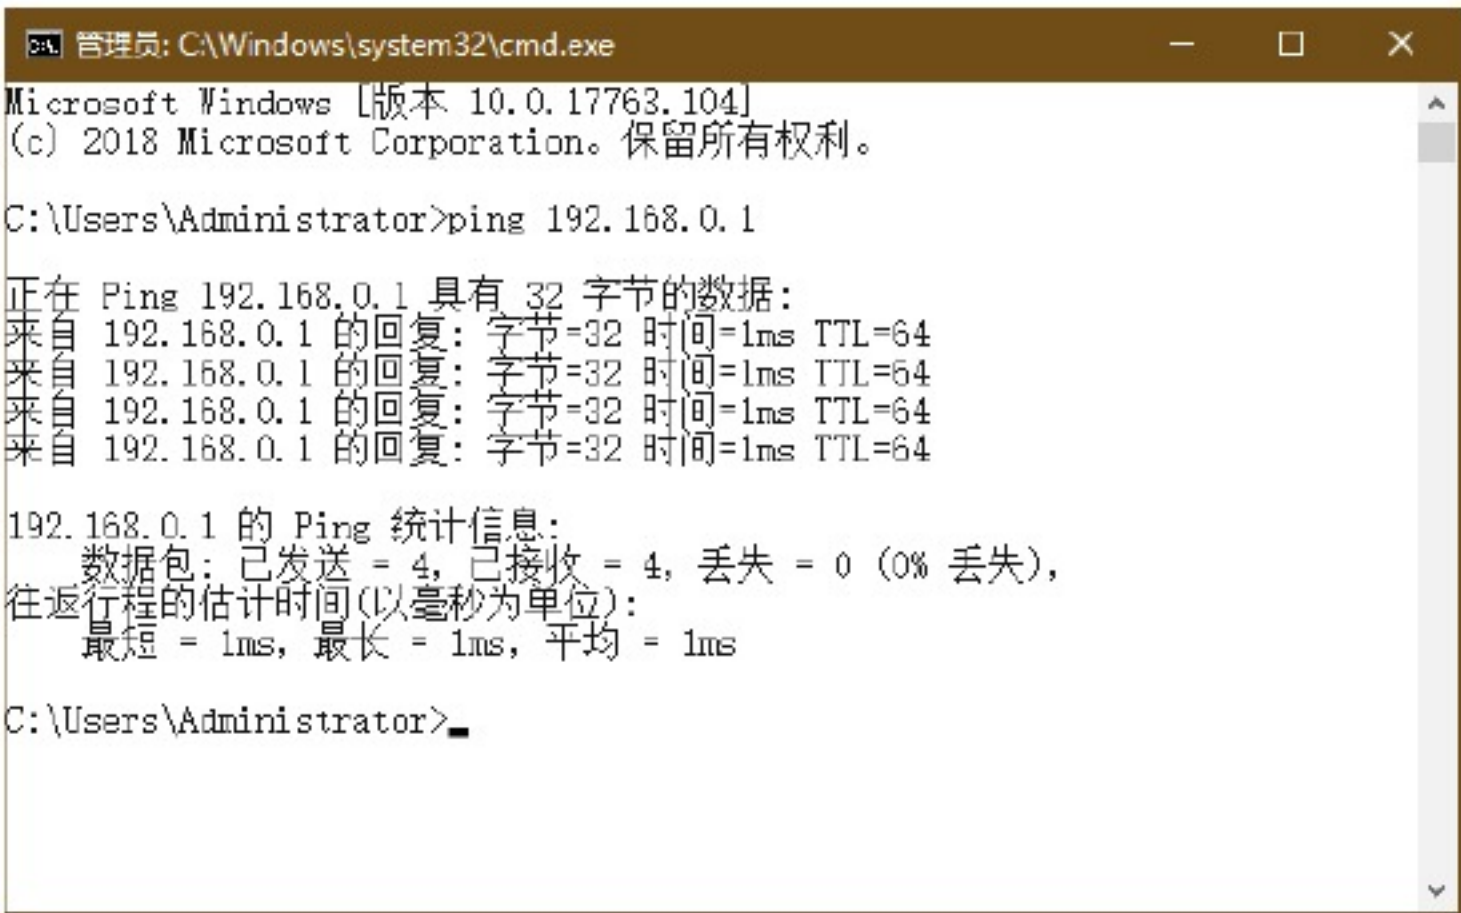 管理员: C:\Windows\system32\cmd.exe
Microsoft Windows [版本 10.0.17763.104]
(c) 2018 Microsoft Corporation。保留所有权利。
C:\Users\Administrator>ping 192.168.0.1
正在 Ping 192.168.0.1 具有 32 字节的数据:
来自 192.168.0.1 的回复: 字节=32 时间=1ms TTL=64
来自 192.168.0.1 的回复: 字节=32 时间=1ms TTL=64
来自 192.168.0.1 的回复: 字节=32 时间=1ms TTL=64
来自 192.168.0.1 的回复: 字节=32 时间=1ms TTL=64
192.168.0.1 的 Ping 统计信息:
数据包: 已发送 = 4, 已接收 = 4, 丢失 = 0 (0% 丢失),
往返行程的估计时间(以毫秒为单位):
最短 = 1ms, 最长 = 1ms, 平均 = 1ms
C:\Users\Administrator>